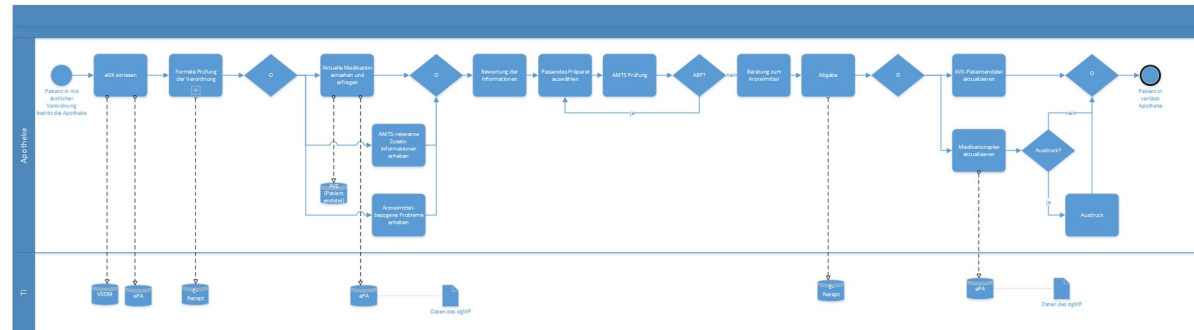 Apotheke
Patient:in mit
ärztlicher
Verordnung
betritt die Apotheke
eGK einlesen
Formale Prüfung
der Verordnung
O
Aktuelle Medikation
einsehen und
erfragen
AMTS-relevante
Zusatz-
informationen
erheben
Arzneimittel-
bezogene Probleme
erheben
AVS
(Patient
endatei)
O
Bewertung der
Informationen
Passendes Präparat
auswählen
AMTS Prüfung
ABP?
nein
ja
Beratung zum
Arzneimittel
Abgabe
O
AVS-Patientendatei
aktualisieren
Medikationsplan
aktualisieren
Ausdruck?
nein
ja
Ausdruck
O
Patient:in
verlässt
Apotheke
TI
VSDM
ePA
E-
Rezept
ePA
Daten des dgMP
E-
Rezept
ePA
Daten des dgMP